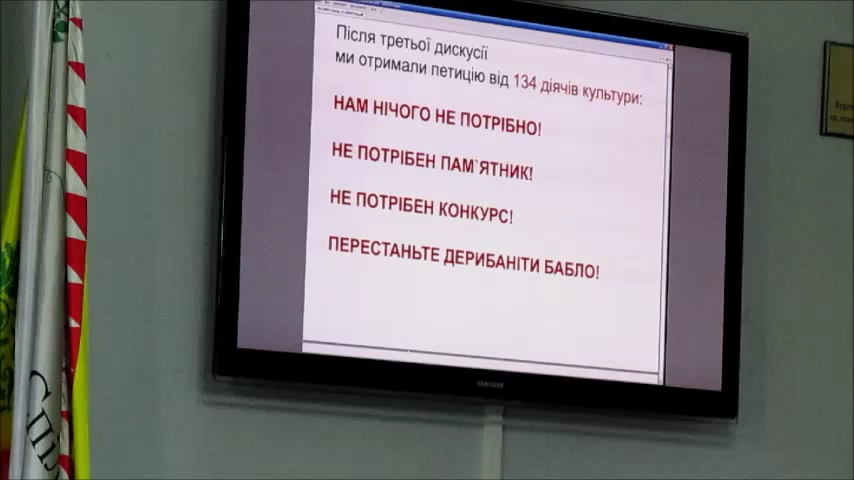 Після третьої дискусії
ми отримали петицію від 134 діячів культури:
НАМ НІЧОГО НЕ ПОТРІБНО!
НЕ ПОТРІБЕН ПАМ`ЯТНИК!
НЕ ПОТРІБЕН КОНКУРС!
ПЕРЕСТАНЬТЕ ДЕРИБАНІТИ БАБЛО!
SAMSUNG